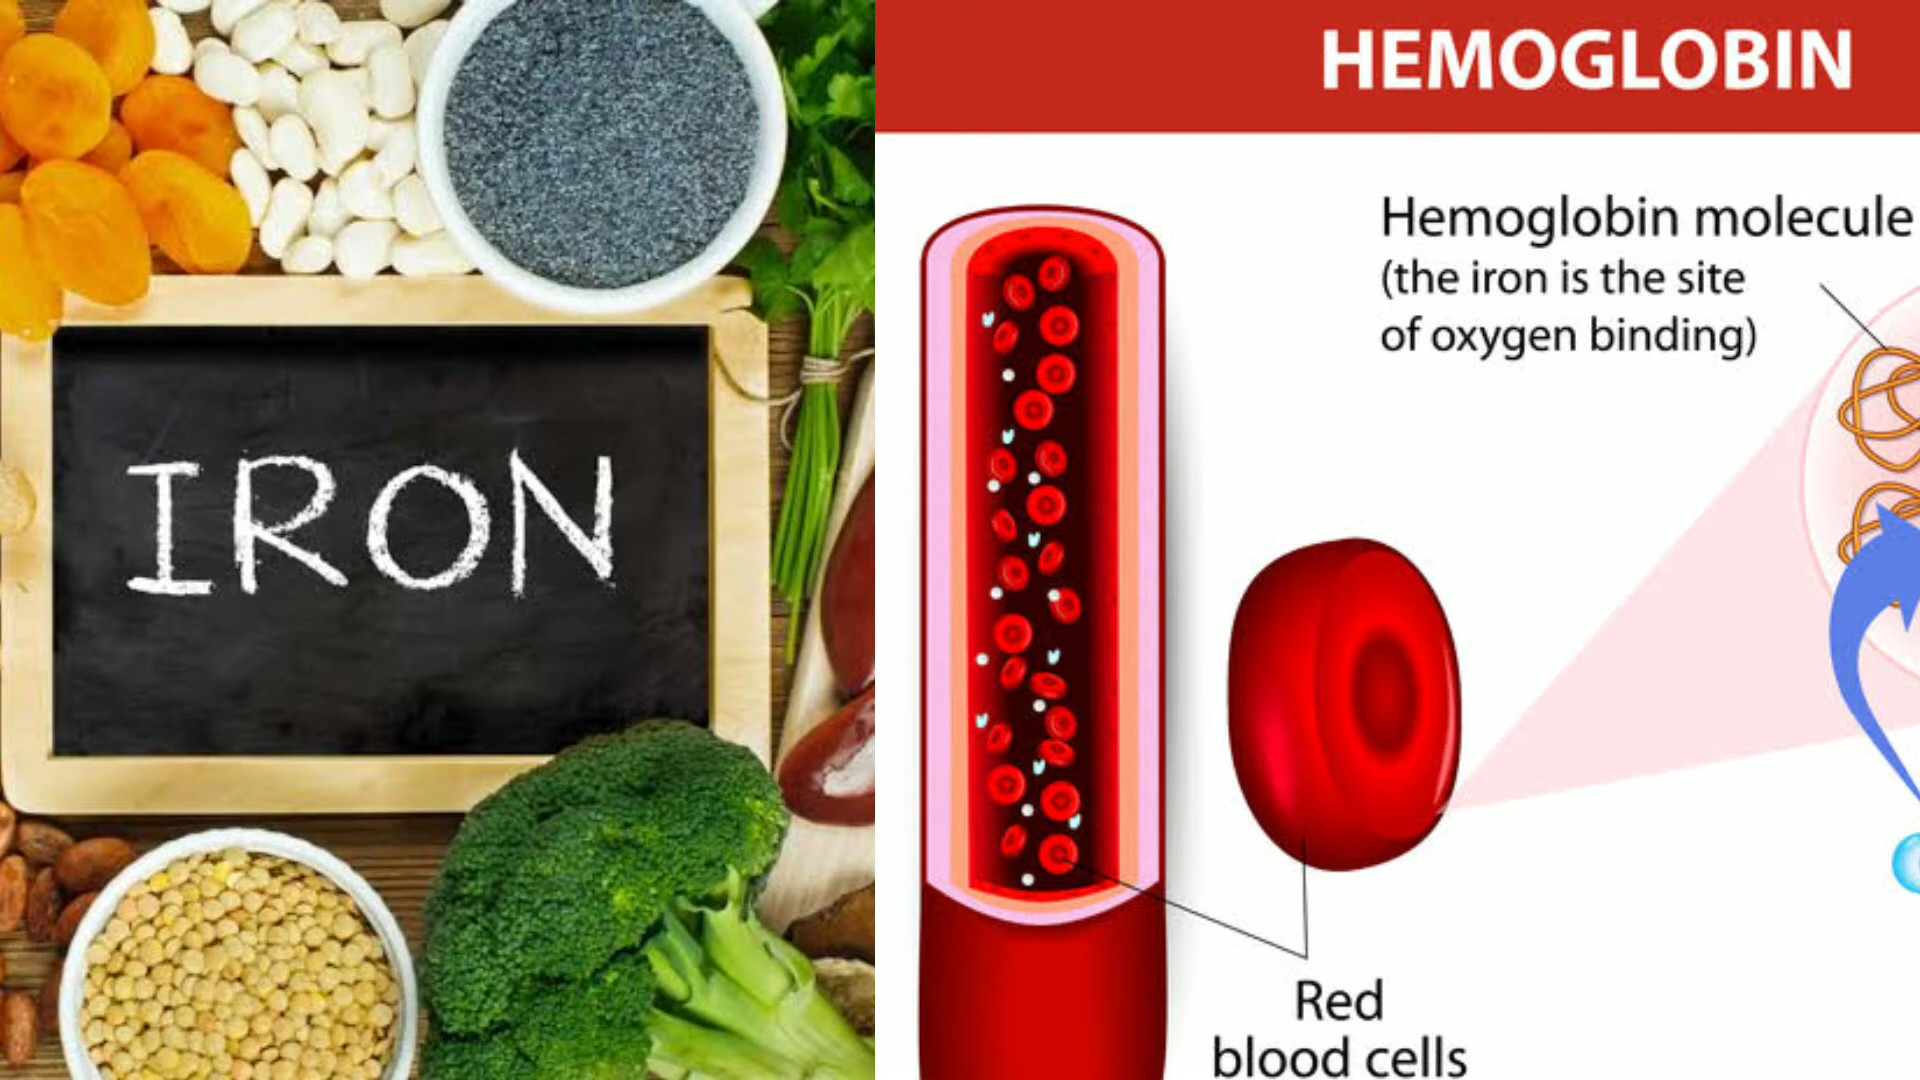 IRON
HEMOGLOBIN
Hemoglobin molecule
(the iron is the site
of oxygen binding)
Red
blood cells